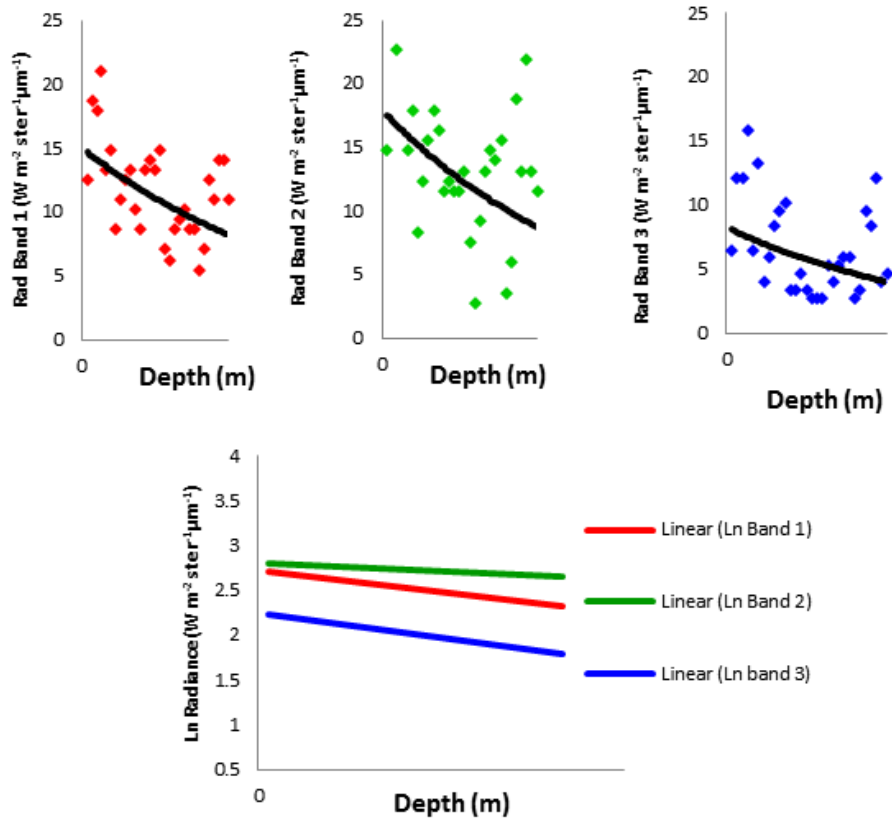 Rad Band 1 (W m⁻² ster⁻¹µm⁻¹)
25
20
15
10
5
0
0
Depth (m)
Rad Band 2 (W m⁻² ster⁻¹µm⁻¹)
25
20
15
10
5
0
0
Depth (m)
Rad Band 3 (W m⁻² ster⁻¹µm⁻¹)
25
20
15
10
5
0
0
Depth (m)
Ln Radiance(W m⁻² ster⁻¹µm⁻¹)
4
3.5
3
2.5
2
1.5
1
0.5
0
Depth (m)
Linear (Ln Band 1)
Linear (Ln Band 2)
Linear (Ln band 3)